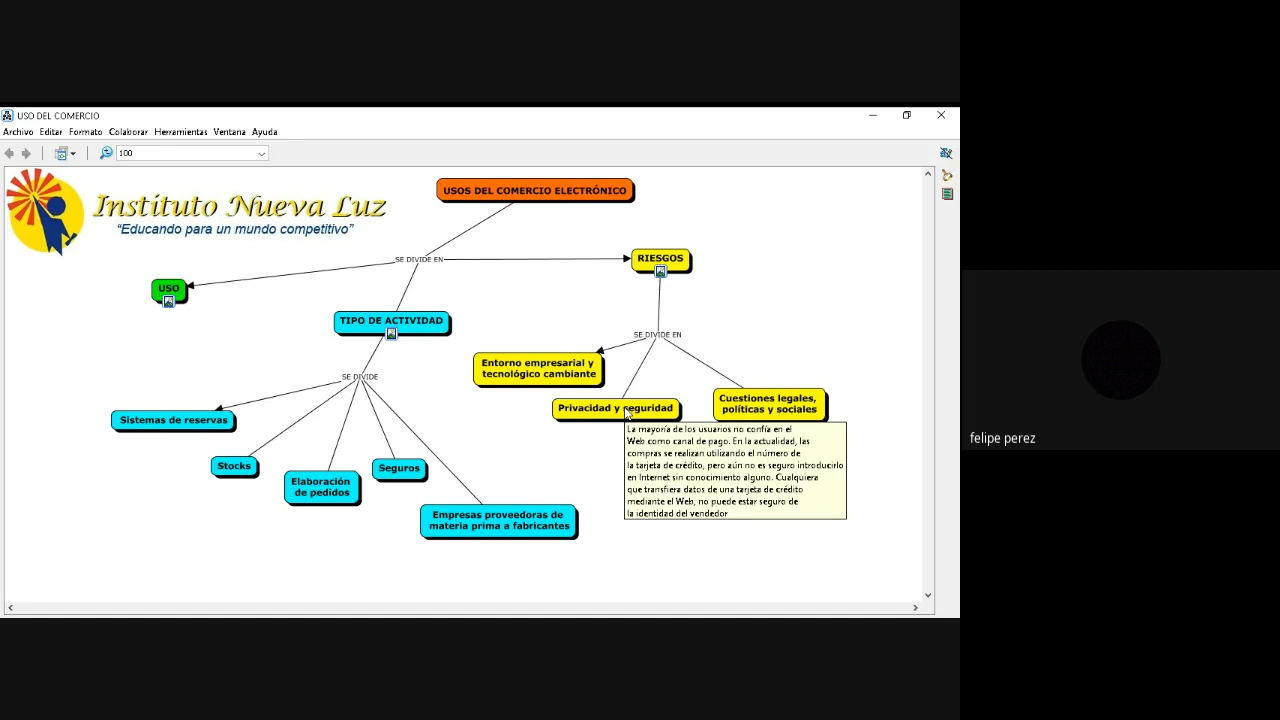 USO DEL COMERCIO
Archivo Editar Formato Colaborar Herramientas Ventana Ayuda
100
Instituto Nueva Luz
“Educando para un mundo competitivo”
USOS DEL COMERCIO ELECTRÓNICO
SE DIVIDE EN
RIESGOS
USO
TIPO DE ACTIVIDAD
SE DIVIDE EN
Entorno empresarial y
tecnológico cambiante
SE DIVIDE
Privacidad y seguridad
Cuestiones legales,
políticas y sociales
Sistemas de reservas
Stocks
Elaboración
de pedidos
Seguros
Empresas proveedoras de
materia prima a fabricantes
La mayoría de los usuarios no confía en el
Web como canal de pago. En la actualidad, las
compras se realizan utilizando el número de
la tarjeta de crédito, pero aún no es seguro introducirlo
en Internet sin conocimiento alguno. Cualquiera
que transfiera datos de una tarjeta de crédito
mediante el Web, no puede estar seguro de
la identidad del vendedor
felipe perez